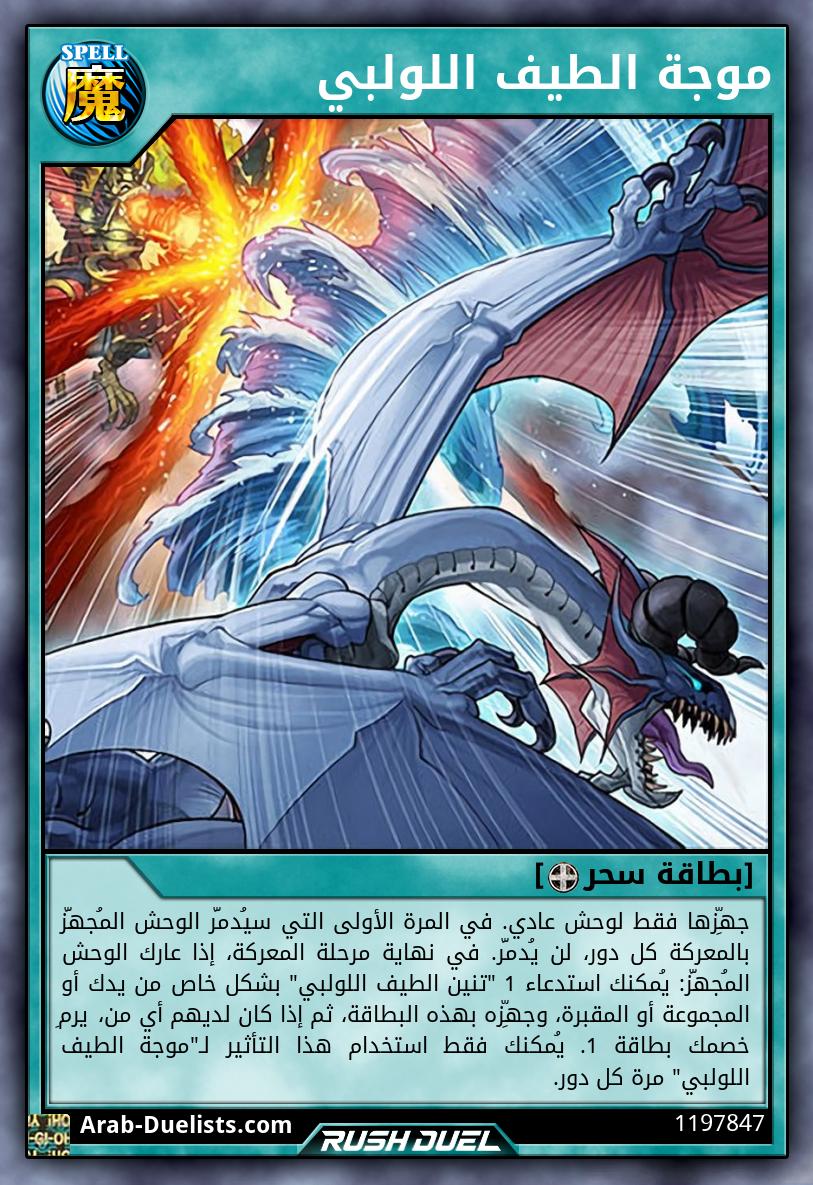 SPELL
魔
موجة الطيف اللولبي
[بطاقة سحر]
جهِّزها فقط لوحش عادي. في المرة الأولى التي سيُدمرّ الوحش المُجهزّ
بالمعركة كل دور، لن يُدمرّ. في نهاية مرحلة المعركة، إذا عارك الوحش
المُجهزّ: يُمكنك استدعاء 1 "تنين الطيف اللولبي" بشكل خاص من يدك أو
المجموعة أو المقبرة، وجهزِّه بهذه البطاقة، ثم إذا كان لديهم أي من، يرمِ
خصمك بطاقة 1. يُمكنك فقط استخدام هذا التأثير لـ"موجة الطيف
اللولبي" مرة كل دور.
Arab-Duelists.com
RUSH DUEL
1197847